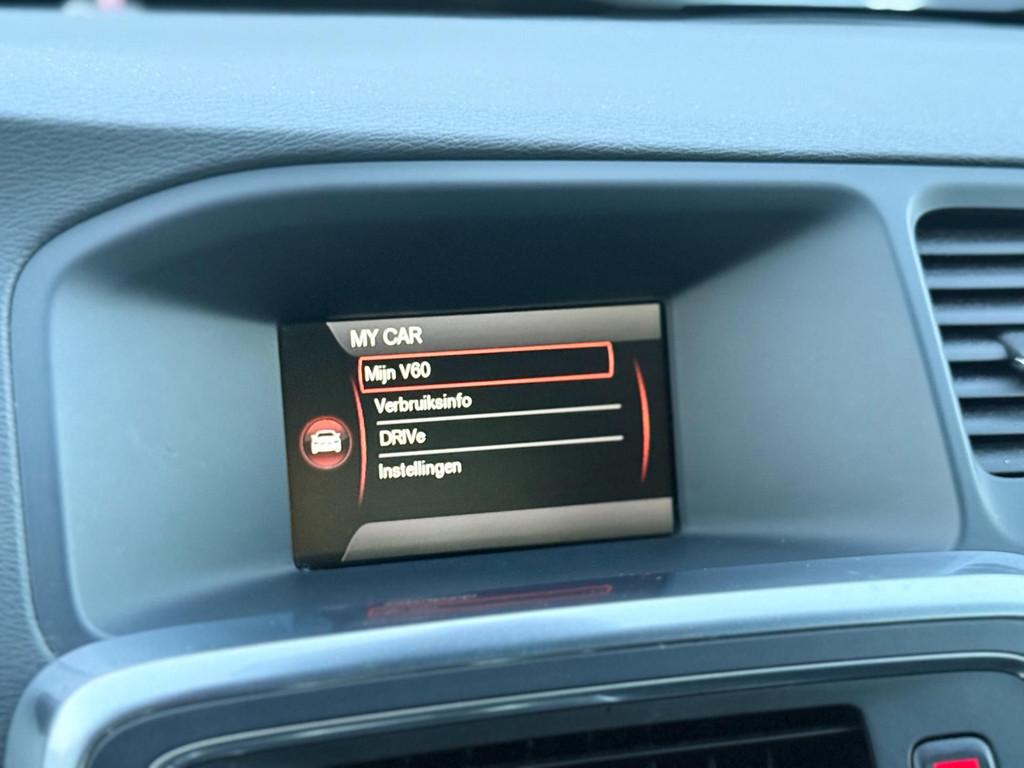 MY CAR
Mijn V60
Verbruiksinfo
DRIVe
Instellingen